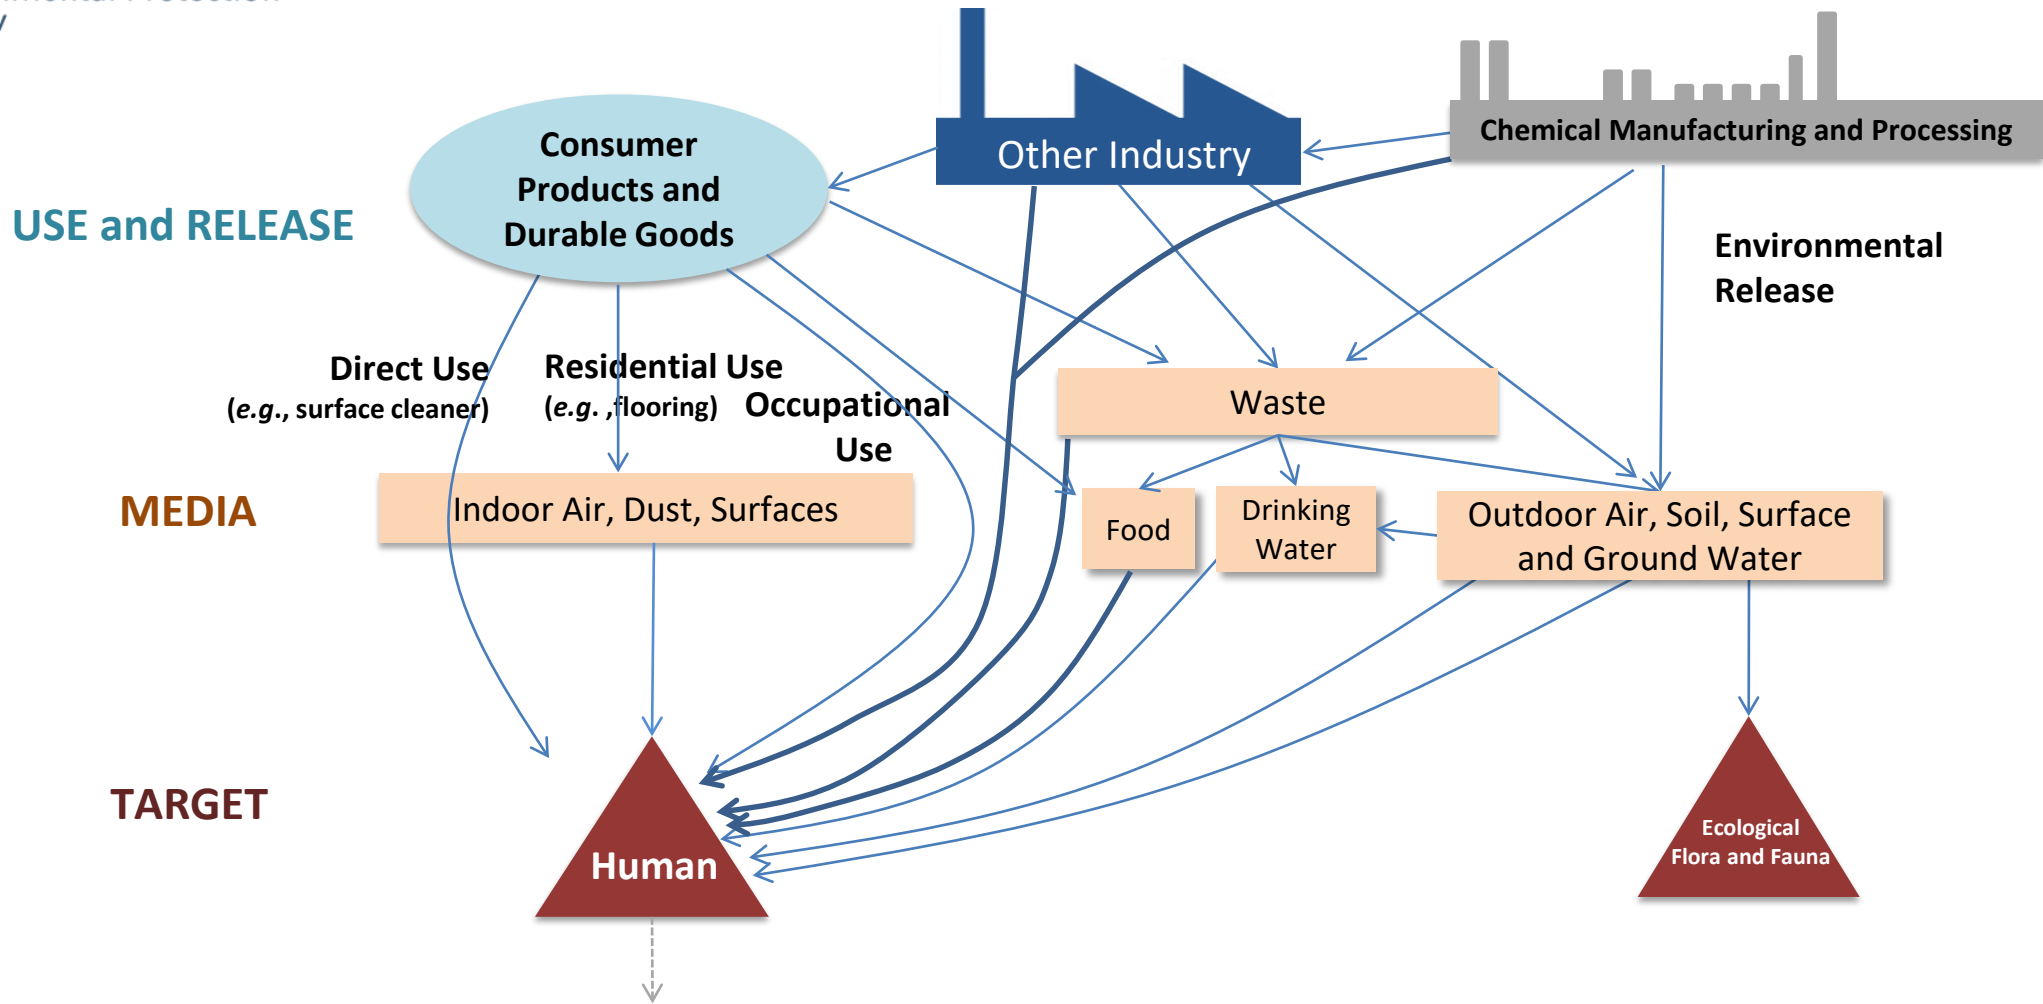 Consumer
Products and
Durable Goods
Other Industry
Chemical Manufacturing and Processing
USE and RELEASE
Environmental
Release
Direct Use
(e.g., surface cleaner)
Residential Use
(e.g. ,flooring)
Occupational
Use
Waste
MEDIA
Indoor Air, Dust, Surfaces
Food
Drinking
Water
Outdoor Air, Soil, Surface
and Ground Water
TARGET
Human
Ecological
Flora and Fauna